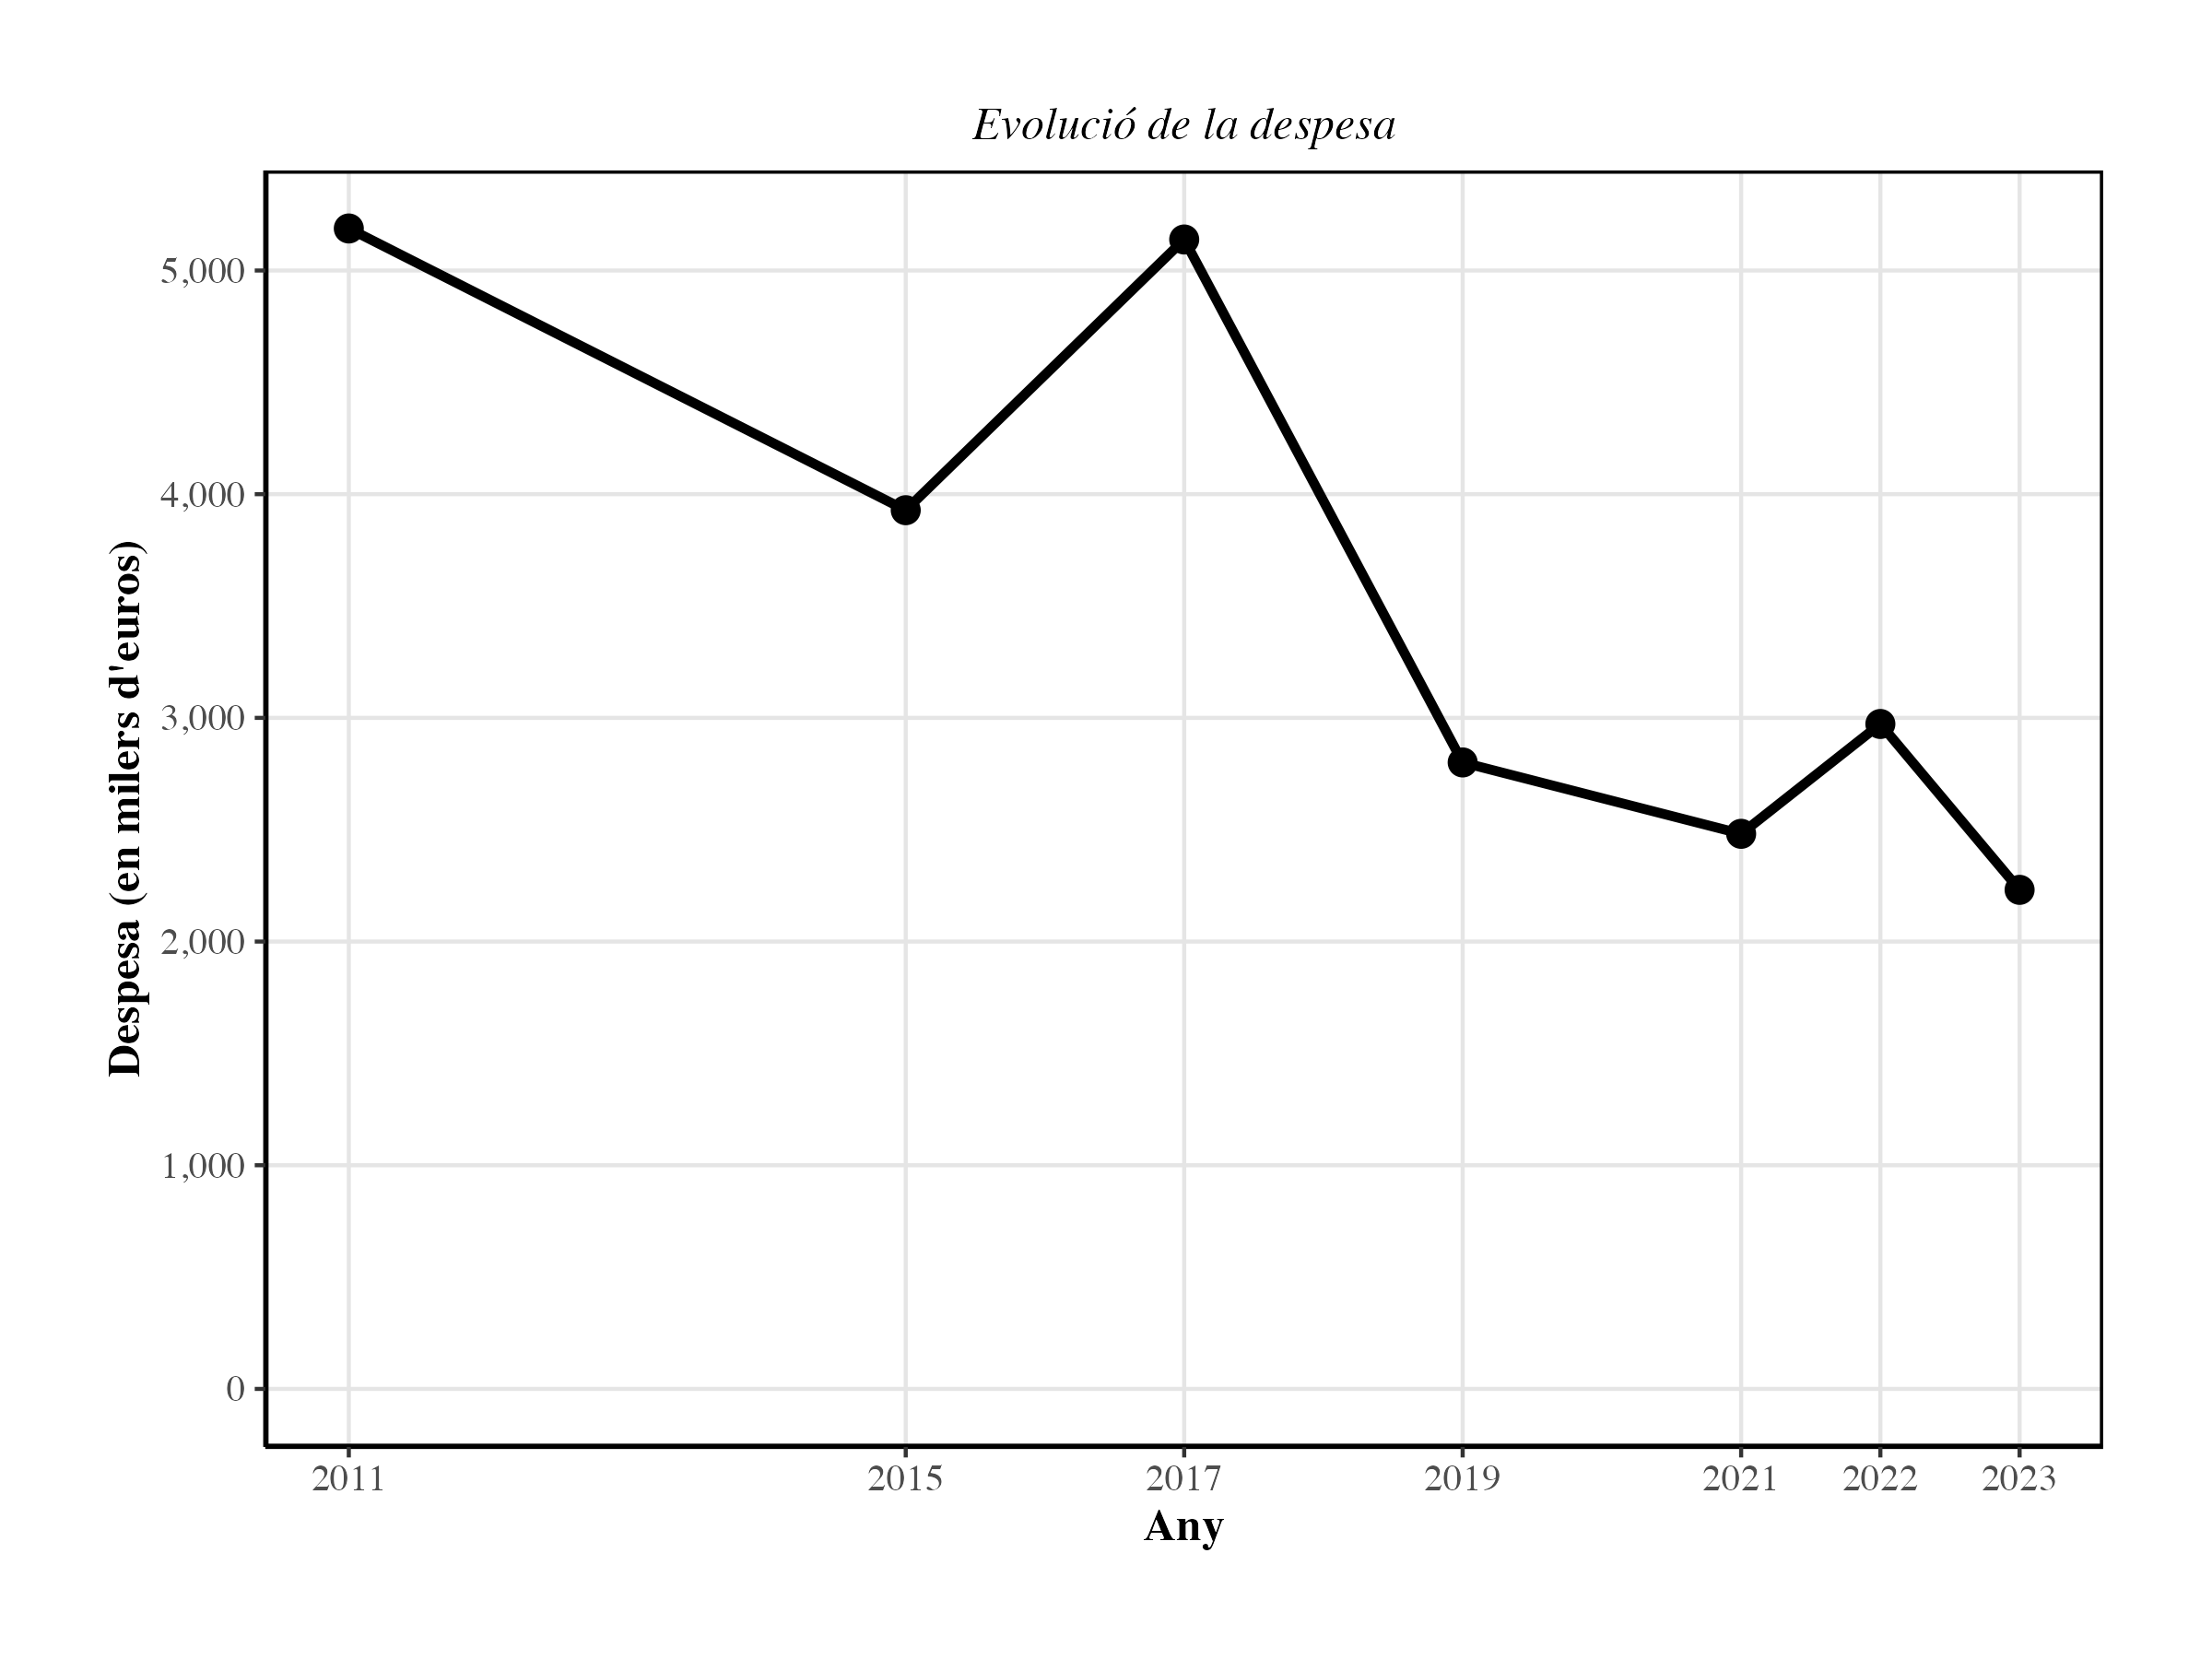 Evolució de la despesa
Despesa (en milers d'euros)
5,000
4,000
3,000
2,000
1,000
0
2011 2015 2017 2019 2021 2022 2023
Any